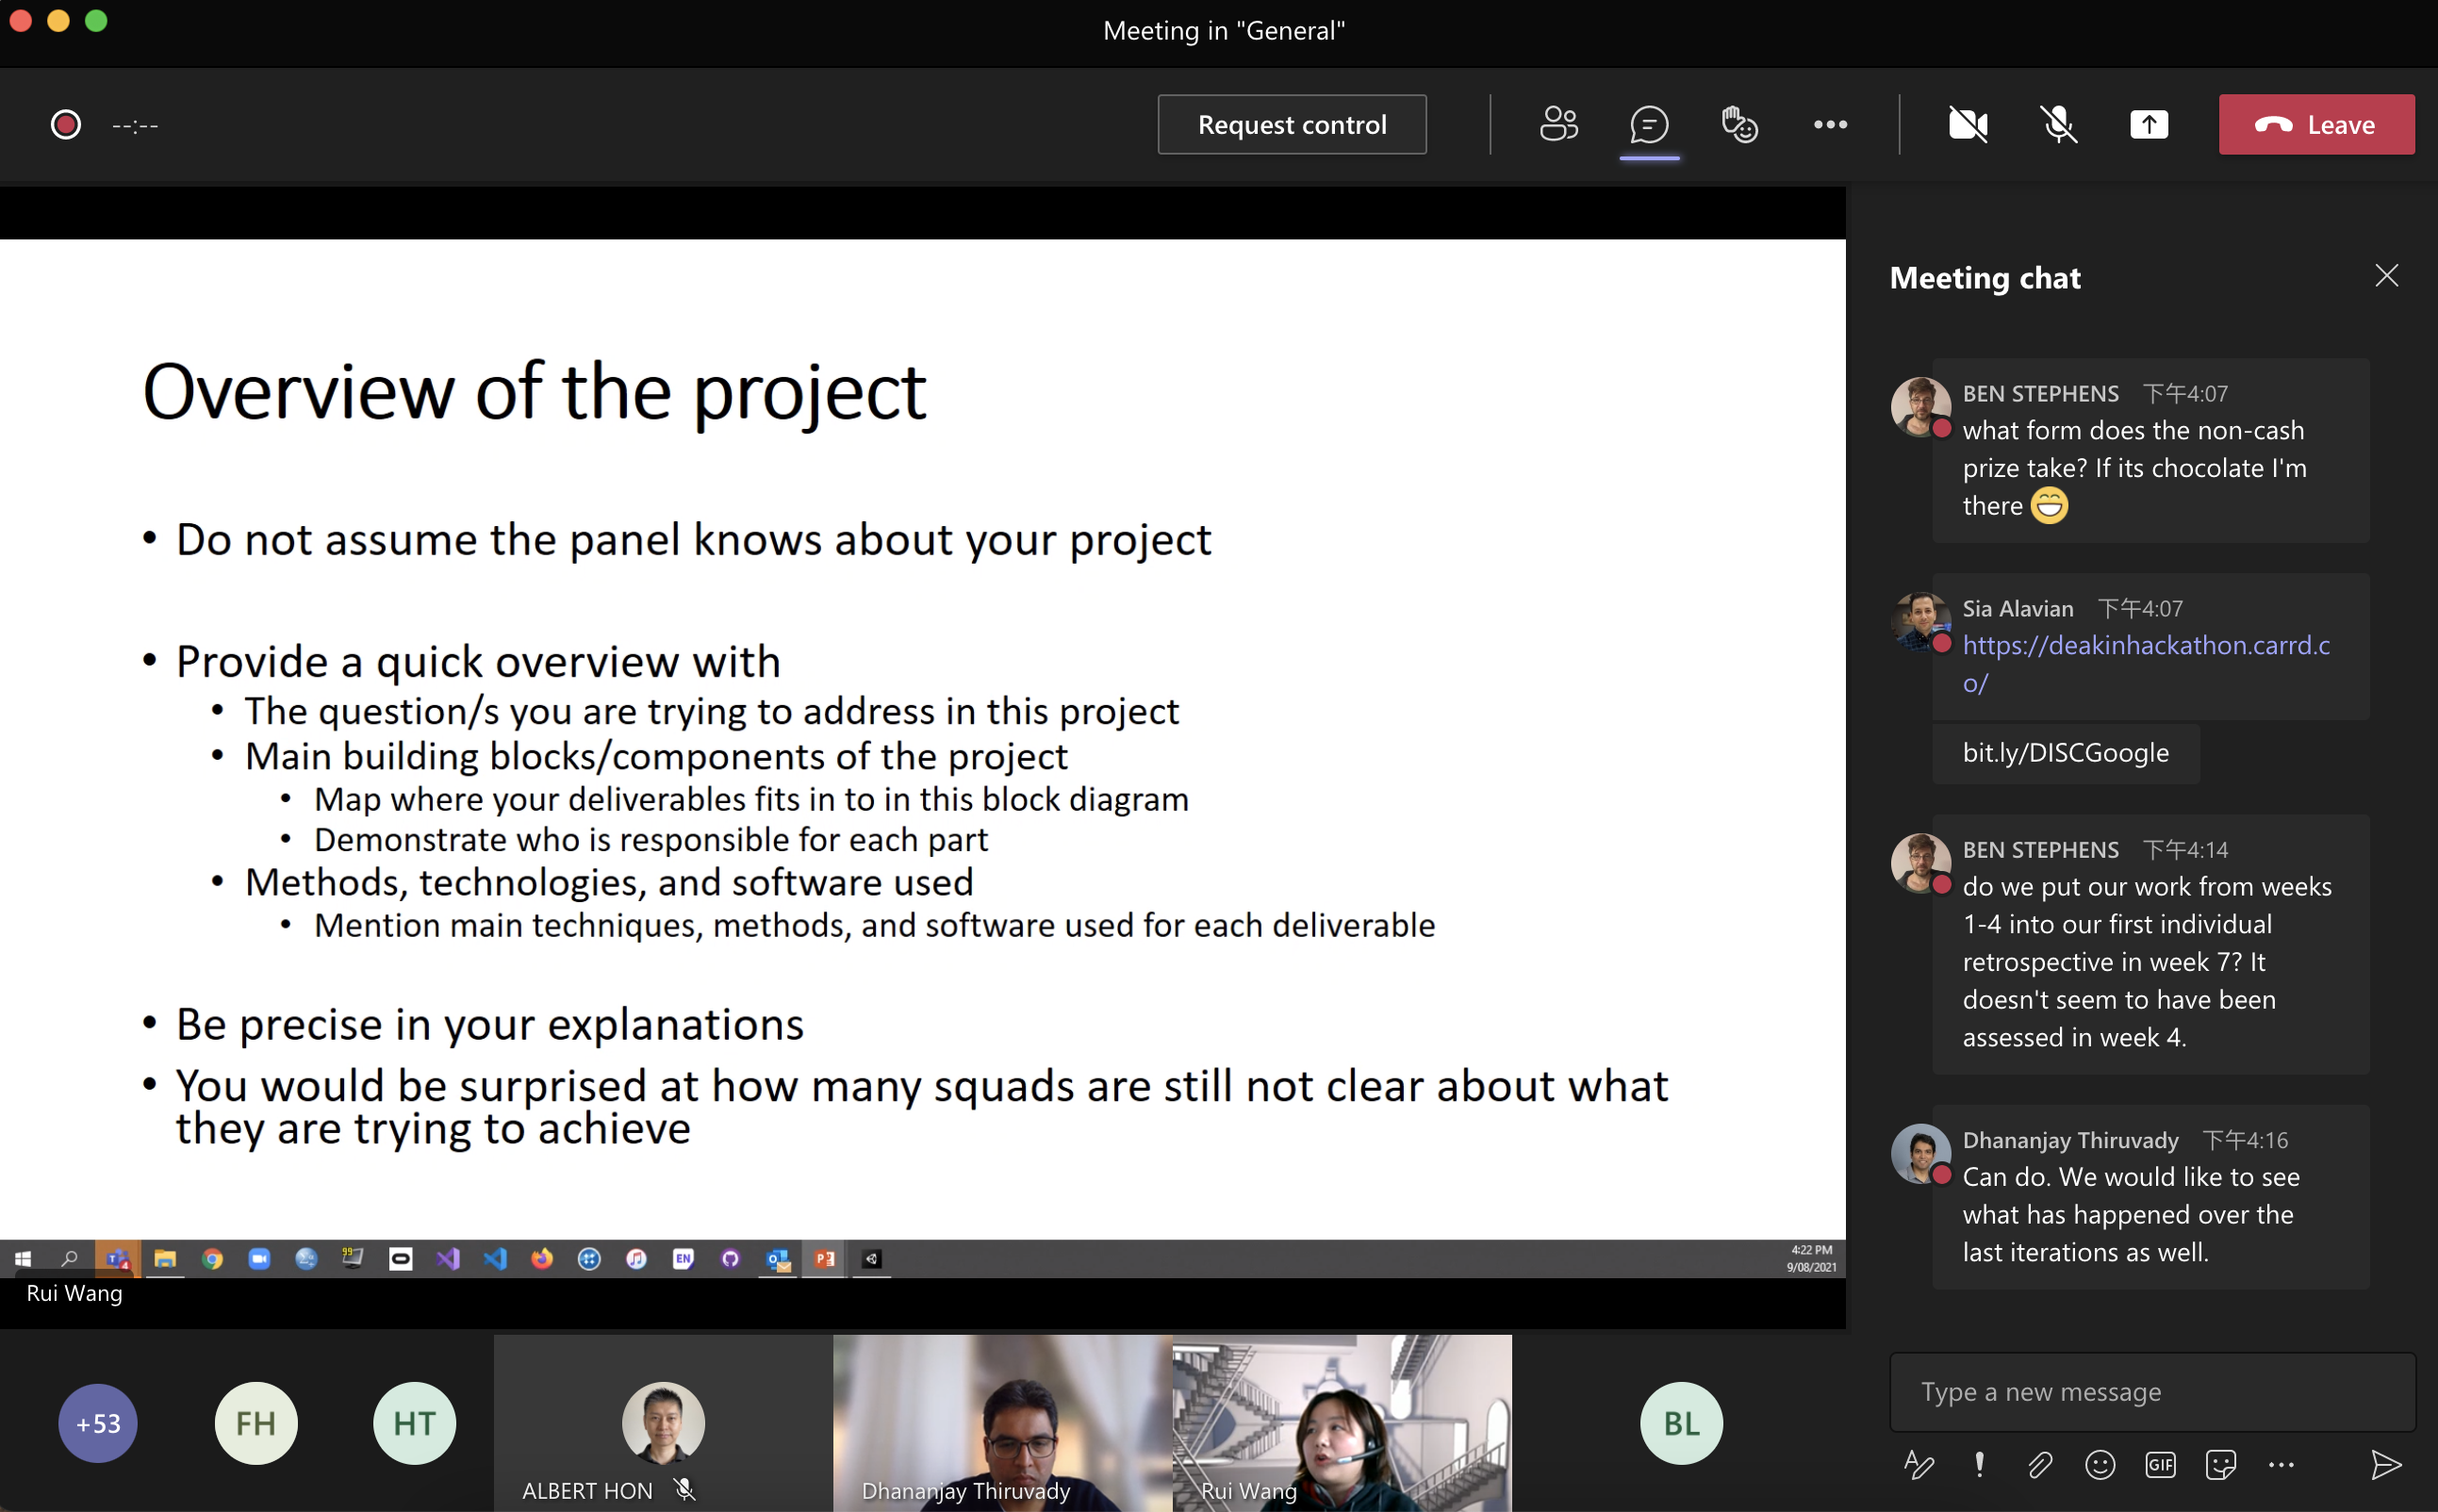 Meeting in "General"
--:--
Request control
Leave
Overview of the project
• Do not assume the panel knows about your project
• Provide a quick overview with
• The question/s you are trying to address in this project
• Main building blocks/components of the project
• Map where your deliverables fits in to in this block diagram
• Demonstrate who is responsible for each part
• Methods, technologies, and software used
• Mention main techniques, methods, and software used for each deliverable
• Be precise in your explanations
• You would be surprised at how many squads are still not clear about what
they are trying to achieve
99
EN
4:22 PM
9/08/2021
Rui Wang
+53
FH
HT
ALBERT HON
Dhananjay Thiruvady
Rui Wang
BL
Meeting chat
BEN STEPHENS 下午4:07
what form does the non-cash
prize take? If its chocolate I'm
there 😄
Sia Alavian 下午4:07
https://deakinhackathon.carrd.c
o/
bit.ly/DISCGoogle
BEN STEPHENS 下午4:14
do we put our work from weeks
1-4 into our first individual
retrospective in week 7? It
doesn't seem to have been
assessed in week 4.
Dhananjay Thiruvady 下午4:16
Can do. We would like to see
what has happened over the
last iterations as well.
Type a new message
GIF